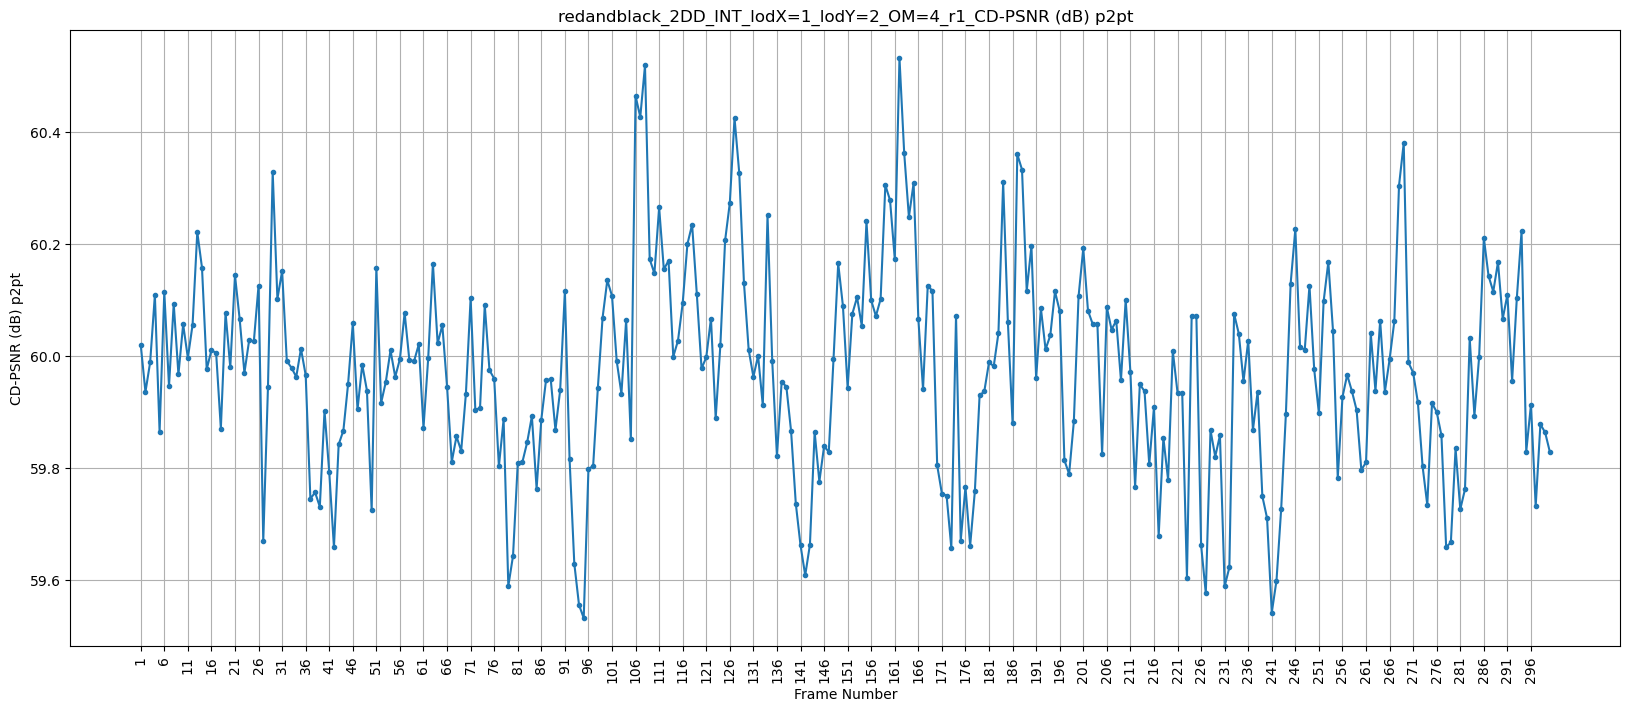 redandblack_2DD_INT_lodX=1_lodY=2_OM=4_r1_CD-PSNR (dB) p2pt
CD-PSNR (dB) p2pt
60.4
60.2
60.0
59.8
59.6
1 6 11 16 21 26 31 36 41 46 51 56 61 66 71 76 81 86 91 96 101 106 111 116 121 126 131 136 141 146 151 156 161 166 171 176 181 186 191 196 201 206 211 216 221 226 231 236 241 246 251 256 261 266 271 276 281 286 291 296
Frame Number